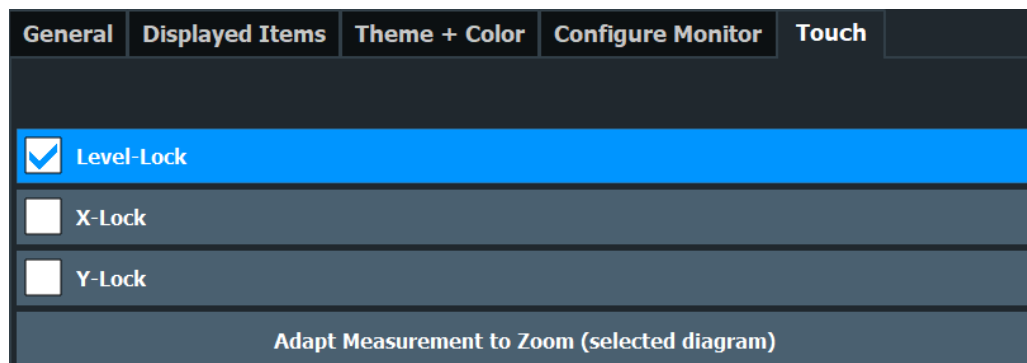 General Displayed Items Theme + Color Configure Monitor Touch
Level-Lock
X-Lock
Y-Lock
Adapt Measurement to Zoom (selected diagram)